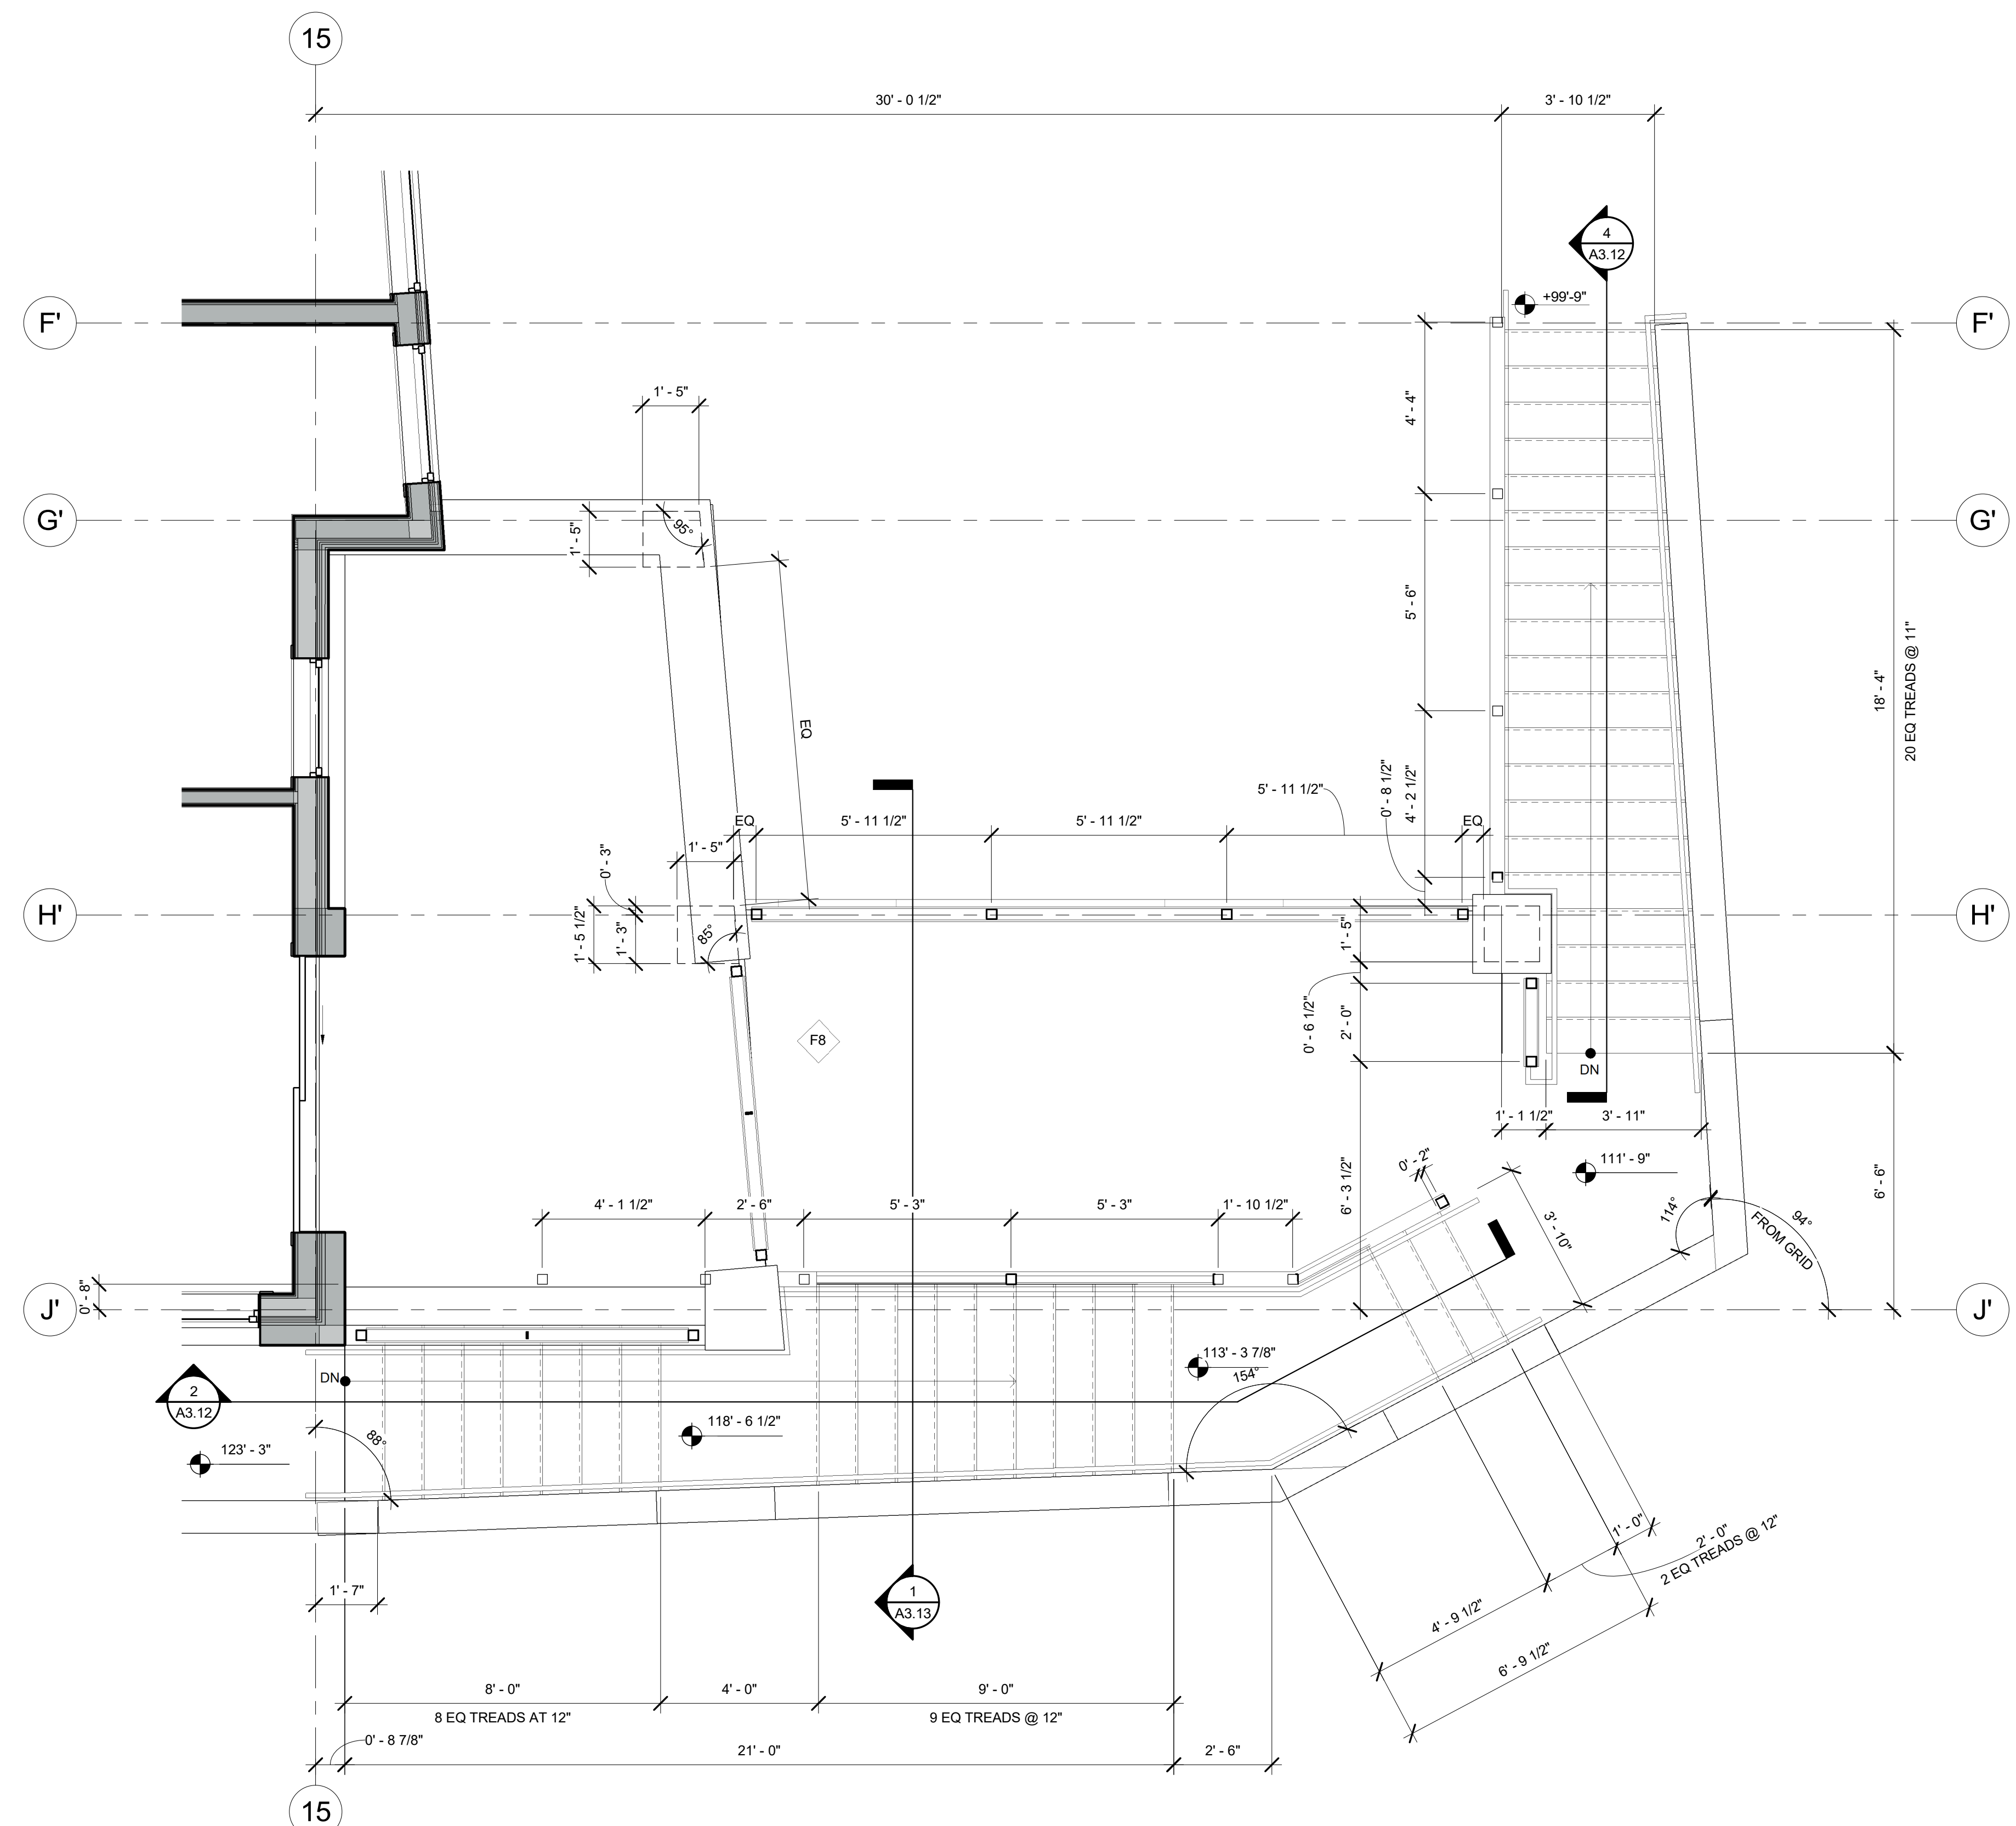 15
30' - 0 1/2"
3' - 10 1/2"
4
A3.12
+99'-9"
F'
F'
1' - 5"
4' - 4"
G'
1' - 5"
95°
G'
5' - 6"
20 EQ TREADS @ 11"
18' - 4"
EQ
0' - 8 1/2"
4' - 2 1/2"
5' - 11 1/2"
EQ
5' - 11 1/2"
5' - 11 1/2"
EQ
1' - 5"
0' - 3"
H'
1' - 5 1/2"
1' - 3"
85°
1' - 5"
H'
0' - 6 1/2"
2' - 0"
F8
DN
1' - 1 1/2"
3' - 11"
0' - 2"
111' - 9"
6' - 3 1/2"
6' - 6"
4' - 1 1/2"
2' - 6"
5' - 3"
5' - 3"
1' - 10 1/2"
3' - 10"
114°
94°
FROM GRID
0' - 8"
J'
J'
113' - 3 7/8"
154°
DN
2
A3.12
118' - 6 1/2"
88°
123' - 3"
1' - 0"
2' - 0"
2 EQ TREADS @ 12"
1' - 7"
1
A3.13
4' - 9 1/2"
6' - 9 1/2"
8' - 0"
4' - 0"
9' - 0"
8 EQ TREADS AT 12"
9 EQ TREADS @ 12"
0' - 8 7/8"
21' - 0"
2' - 6"
15